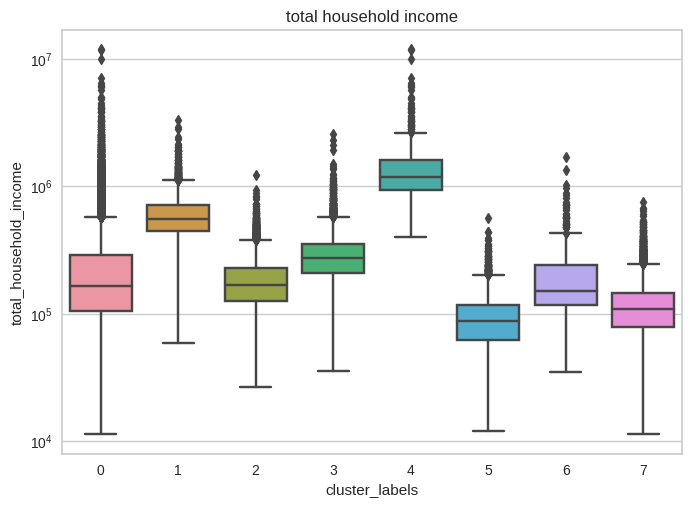 total household income
total_household_income
10^7
10^6
10^5
10^4
0 1 2 3 4 5 6 7
cluster_labels